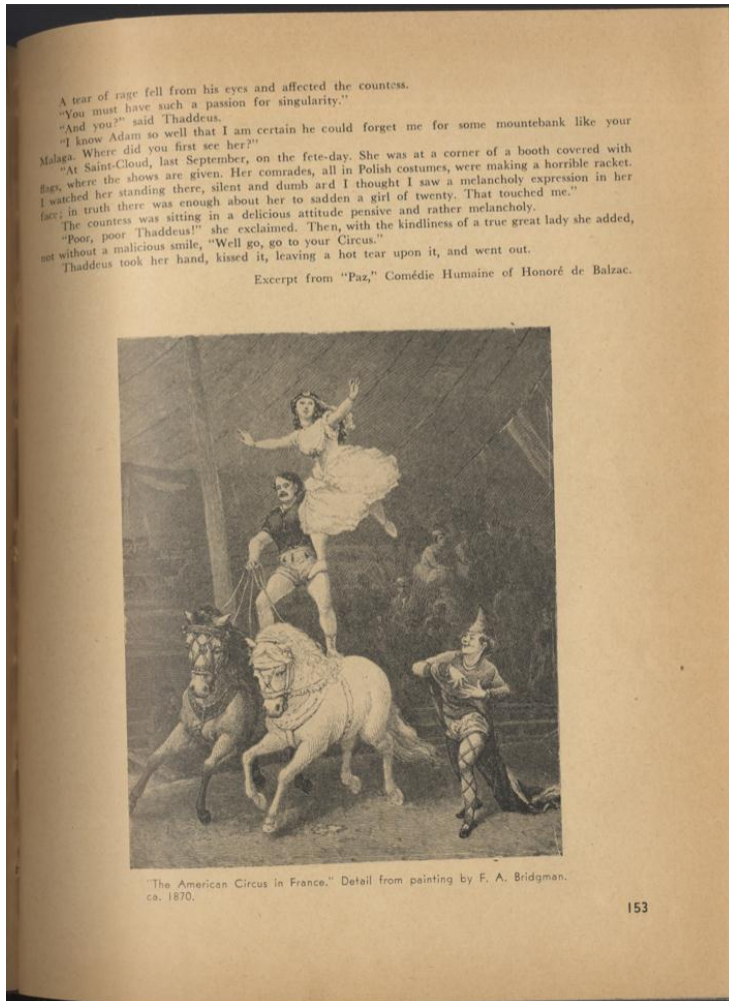 A tear of rage fell from his eyes and affected the countess.
"You must have such a passion for singularity."
"And you?" said Thaddeus.
"I know Adam so well that I am certain he could forget me for some mountebank like your
Malaga. Where did you first see her?"
"At Saint-Cloud, last September, on the fete-day. She was at a corner of a booth covered with
flags, where the shows are given. Her comrades, all in Polish costumes, were making a horrible racket.
I watched her standing there, silent and dumb ard I thought I saw a melancholy expression in her
face; in truth there was enough about her to sadden a girl of twenty. That touched me."
The countess was sitting in a delicious attitude pensive and rather melancholy.
"Poor, poor Thaddeus!" she exclaimed. Then, with the kindliness of a true great lady she added,
not without a malicious smile, "Well go, go to your Circus."
Thaddeus took her hand, kissed it, leaving a hot tear upon it, and went out.
Excerpt from "Paz," Comédie Humaine of Honoré de Balzac.
"The American Circus in France." Detail from painting by F. A. Bridgman.
ca. 1870.
153